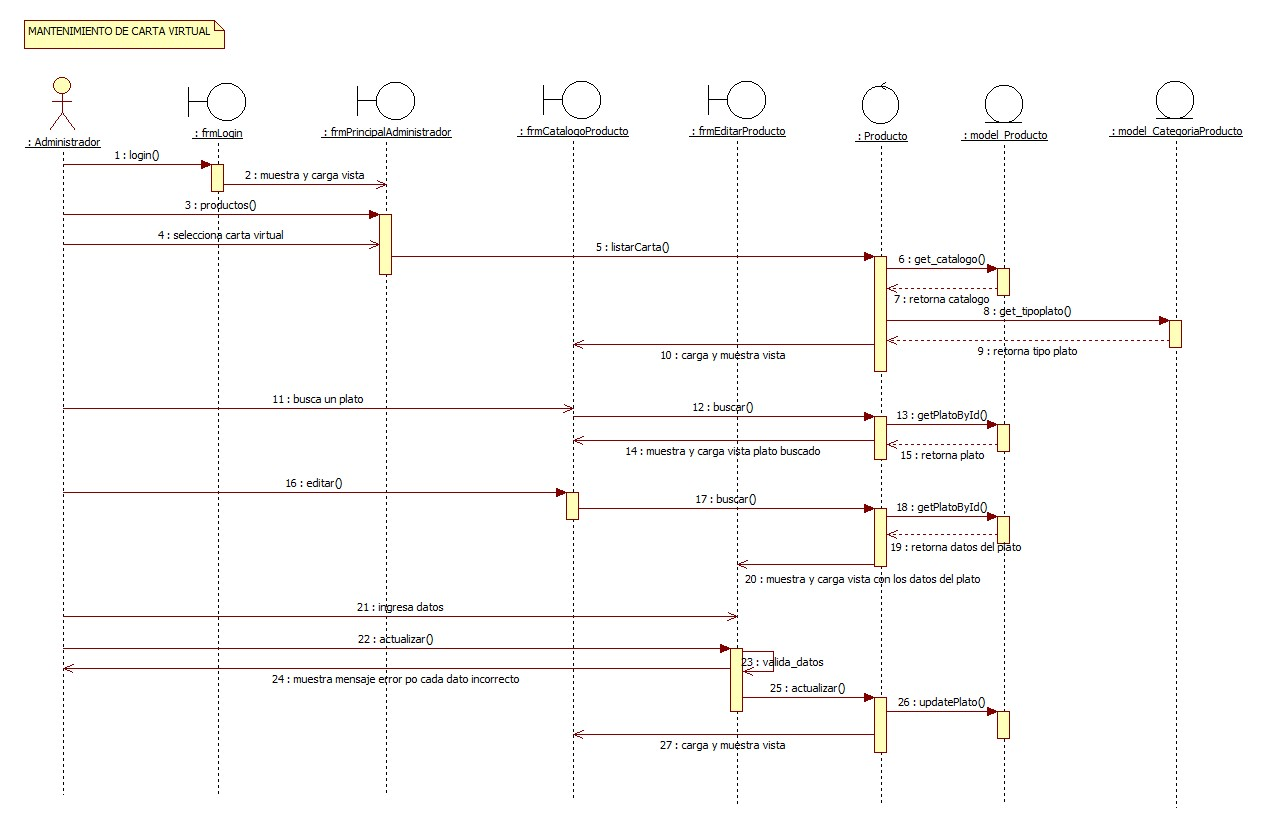 MANTENIMIENTO DE CARTA VIRTUAL
: Administrador
: frmLogin
: frmPrincipalAdministrador
: frmCatalogoProducto
: frmEditarProducto
: Producto
: model_Producto
: model_CategoriaProducto
1 : login()
2 : muestra y carga vista
3 : productos()
4 : selecciona carta virtual
5 : listarCarta()
6 : get_catalogo()
7 : retorna catalogo
8 : get_tipoplato()
9 : retorna tipo plato
10 : carga y muestra vista
11 : busca un plato
12 : buscar()
13 : getPlatoById()
14 : muestra y carga vista plato buscado
15 : retorna plato
16 : editar()
17 : buscar()
18 : getPlatoById()
19 : retorna datos del plato
20 : muestra y carga vista con los datos del plato
21 : ingresa datos
22 : actualizar()
23 : valida_datos
24 : muestra mensaje error po cada dato incorrecto
25 : actualizar()
26 : updatePlato()
27 : carga y muestra vista